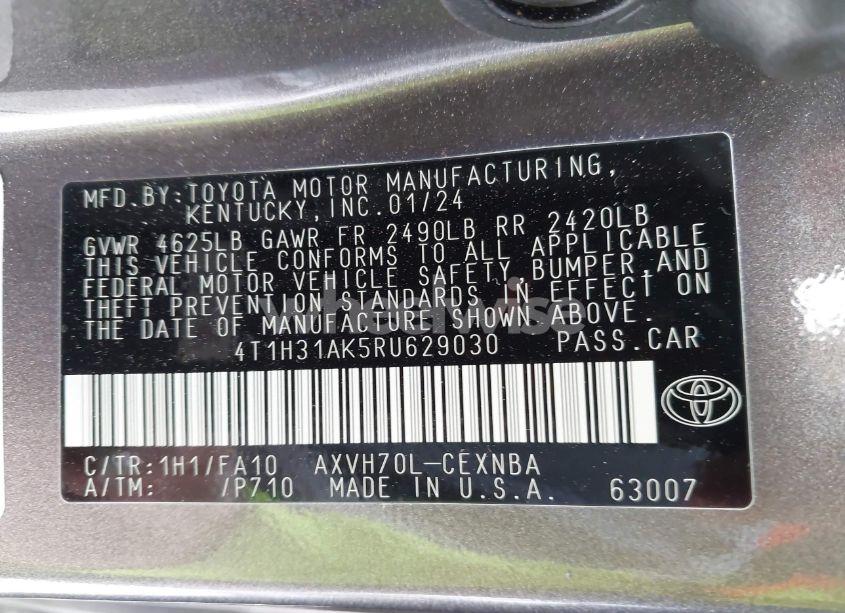 MFD.BY:TOYOTA MOTOR MANUFACTURING,
KENTUCKY,INC.01/24
GVWR 4625LB GAWR FR 2490LB RR 2420LB
THIS VEHICLE CONFORMS TO ALL APPLICABLE
FEDERAL MOTOR VEHICLE SAFETY,BUMPER,AND
THEFT PREVENTION STANDARDS IN EFFECT ON
THE DATE OF MANUFACTURE SHOWN ABOVE.
4T1H31AK5RU629030 PASS.CAR
C/TR:1H1/FA10 AXVH70L-CEXNBA
A/TM: /P710 MADE IN U.S.A. 63007